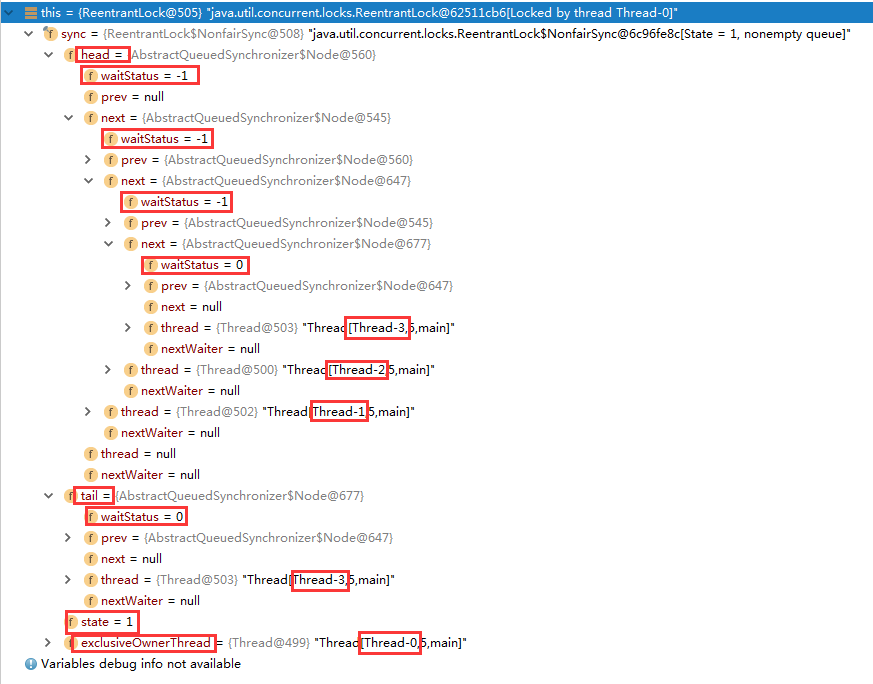 this = {ReentrantLock@505} "java.util.concurrent.locks.ReentrantLock@62511cb6[Locked by thread Thread-0]"
f sync = {ReentrantLock$NonfairSync@508} "java.util.concurrent.locks.ReentrantLock$NonfairSync@6c96fe8c[State = 1, nonempty queue]"
f head = {AbstractQueuedSynchronizer$Node@560}
f waitStatus = -1
f prev = null
f next = {AbstractQueuedSynchronizer$Node@545}
f waitStatus = -1
f prev = {AbstractQueuedSynchronizer$Node@560}
f next = {AbstractQueuedSynchronizer$Node@647}
f waitStatus = -1
f prev = {AbstractQueuedSynchronizer$Node@545}
f next = {AbstractQueuedSynchronizer$Node@677}
f waitStatus = 0
f prev = {AbstractQueuedSynchronizer$Node@647}
f next = null
f thread = {Thread@503} "Thread[Thread-3,5,main]"
f nextWaiter = null
f thread = {Thread@500} "Thread[Thread-2,5,main]"
f nextWaiter = null
f thread = {Thread@502} "Thread[Thread-1,5,main]"
f nextWaiter = null
f thread = null
f nextWaiter = null
f tail = {AbstractQueuedSynchronizer$Node@677}
f waitStatus = 0
f prev = {AbstractQueuedSynchronizer$Node@647}
f next = null
f thread = {Thread@503} "Thread[Thread-3,5,main]"
f nextWaiter = null
f state = 1
f exclusiveOwnerThread = {Thread@499} "Thread[Thread-0,5,main]"
Variables debug info not available